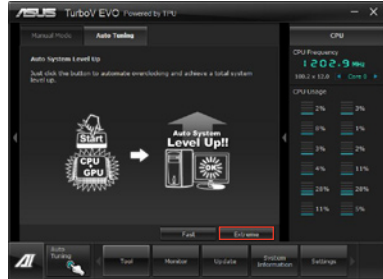 ASUS TurboV EVO Powered by TPU
Manual Mode
Auto Tuning
CPU
Auto System Level Up
Just click the button to automate overclocking and achieve a total system
level up.
CPU Frequency
1202.9 MHz
100.2 x 12.0 Core 0
CPU Usage
2% 2%
8% 1%
3% 2%
4% 11%
28% 28%
11% 5%
Start
CPU
+
GPU
Auto System
Level Up!!
OK
Fast
Extreme
Auto
Tuning
Tool
Monitor
Update
System
Information
Settings